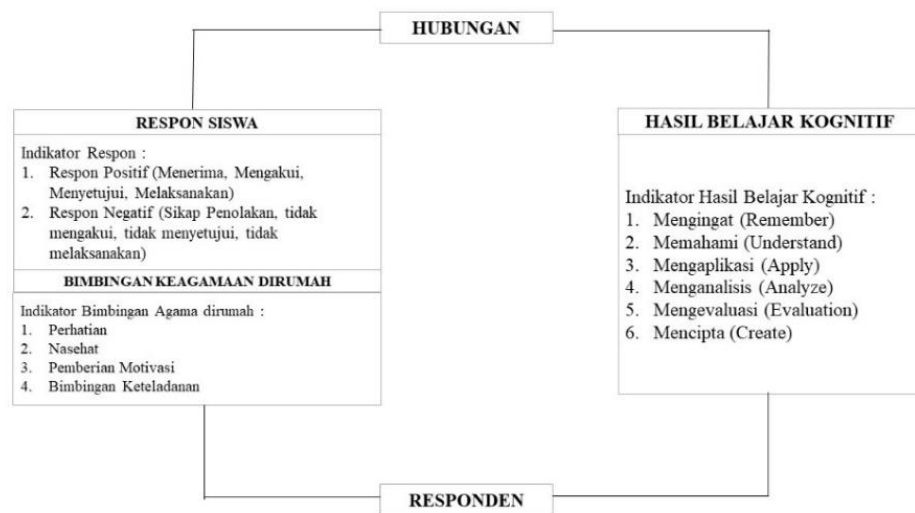 HUBUNGAN
RESPON SISWA
Indikator Respon :
1. Respon Positif (Menerima, Mengakui,
Menyetujui, Melaksanakan)
2. Respon Negatif (Sikap Penolakan, tidak
mengakui, tidak menyetujui, tidak
melaksanakan)
BIMBINGAN KEAGAMAAN DIRUMAH
Indikator Bimbingan Agama dirumah :
1. Perhatian
2. Nasehat
3. Pemberian Motivasi
4. Bimbingan Keteladanan
HASIL BELAJAR KOGNITIF
Indikator Hasil Belajar Kognitif :
1. Mengingat (Remember)
2. Memahami (Understand)
3. Mengaplikasi (Apply)
4. Menganalisis (Analyze)
5. Mengevaluasi (Evaluation)
6. Mencipta (Create)
RESPONDEN